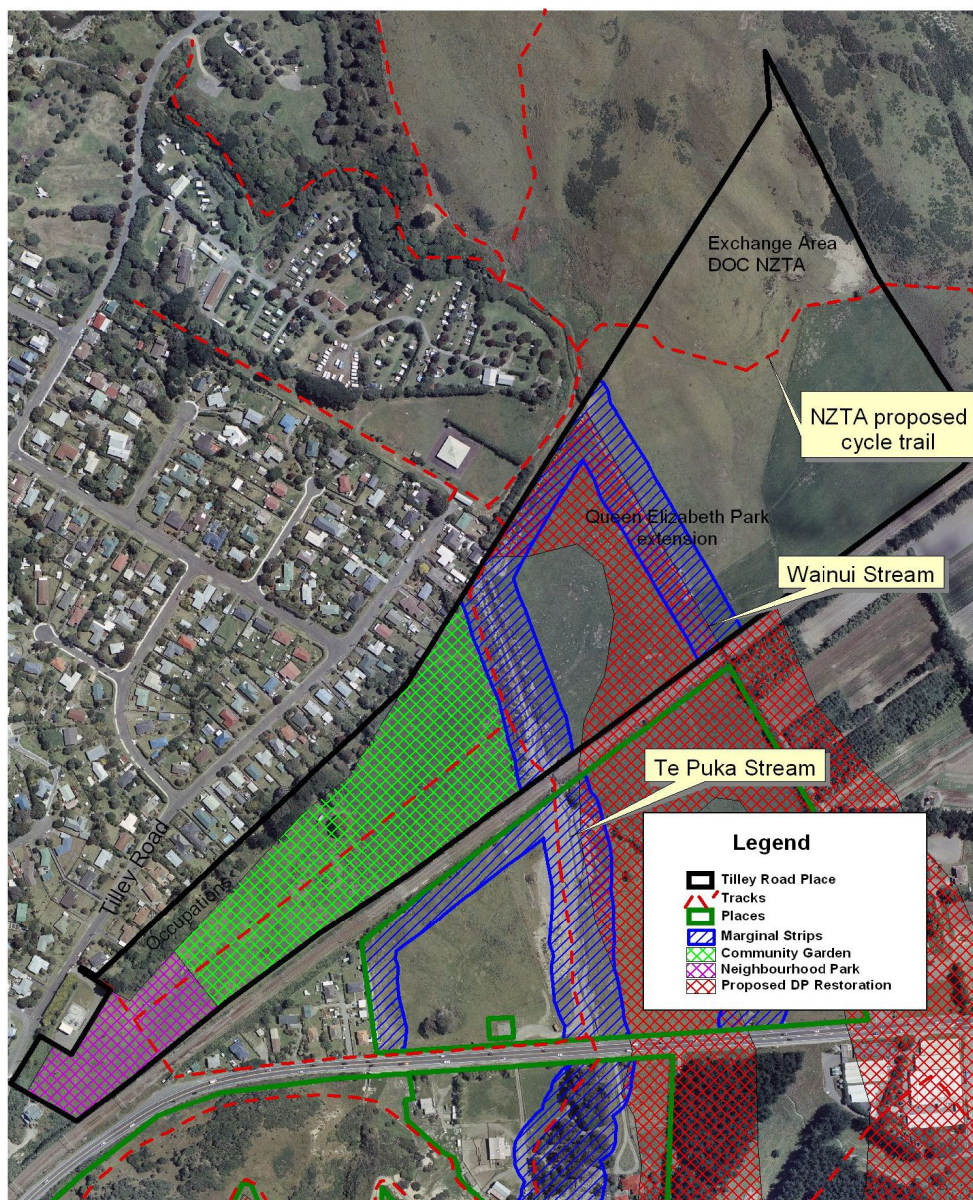 Exchange Area
DOC NZTA
NZTA proposed
cycle trail
Queen Elizabeth Park
extension
Wainui Stream
Te Puka Stream
Tilley Road
Occupations
Legend
Tilley Road Place
Tracks
Places
Marginal Strips
Community Garden
Neighbourhood Park
Proposed DP Restoration